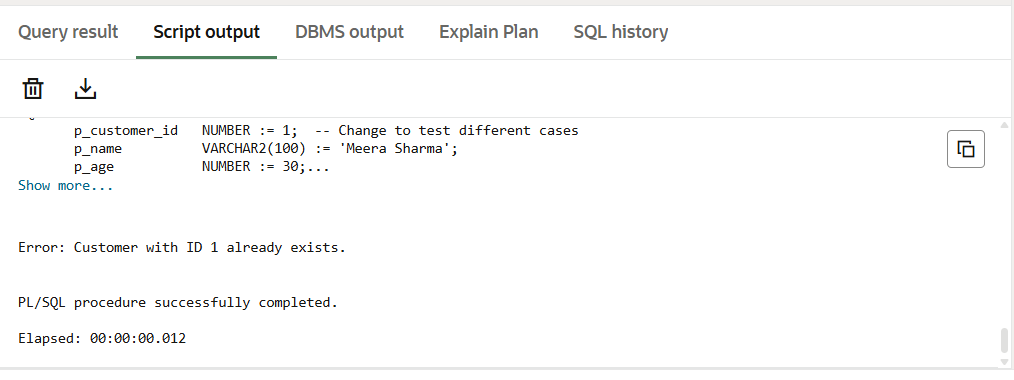 Query result Script output DBMS output Explain Plan SQL history
p_customer_id NUMBER := 1; -- Change to test different cases
p_name VARCHAR2(100) := 'Meera Sharma';
p_age NUMBER := 30;...
Show more...
Error: Customer with ID 1 already exists.
PL/SQL procedure successfully completed.
Elapsed: 00:00:00.012